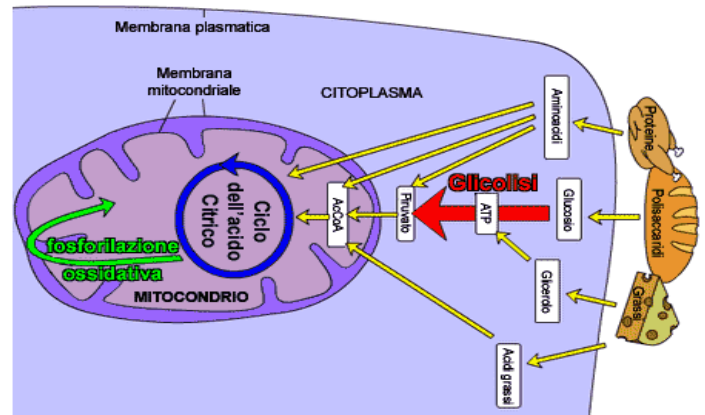 Membrana plasmatica
Membrana
mitocondriale
CITOPLASMA
Aminoacidi
Proteine
Polisaccaridi
Grassi
Glicolisi
Glucosio
ATP
Piruvato
AcCoA
Ciclo
dell'acido
Citrico
fosforilazione
ossidativa
MITOCONDRIO
Glicerolo
Acidi grassi